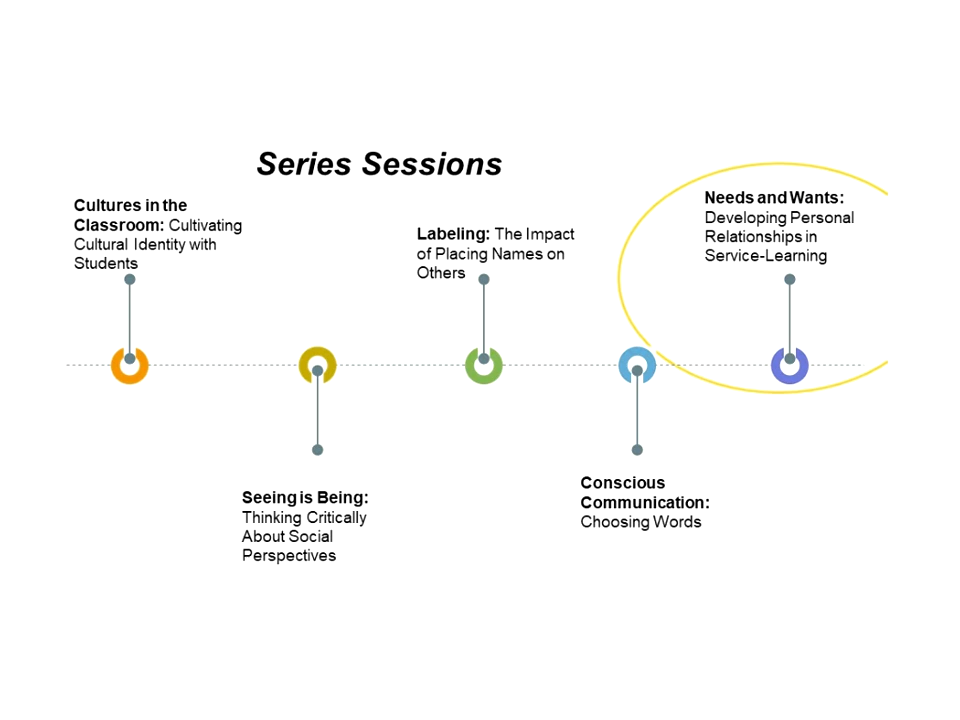 Series Sessions
Cultures in the
Classroom: Cultivating
Cultural Identity with
Students
Seeing is Being:
Thinking Critically
About Social
Perspectives
Labeling: The Impact
of Placing Names on
Others
Conscious
Communication:
Choosing Words
Needs and Wants:
Developing Personal
Relationships in
Service-Learning